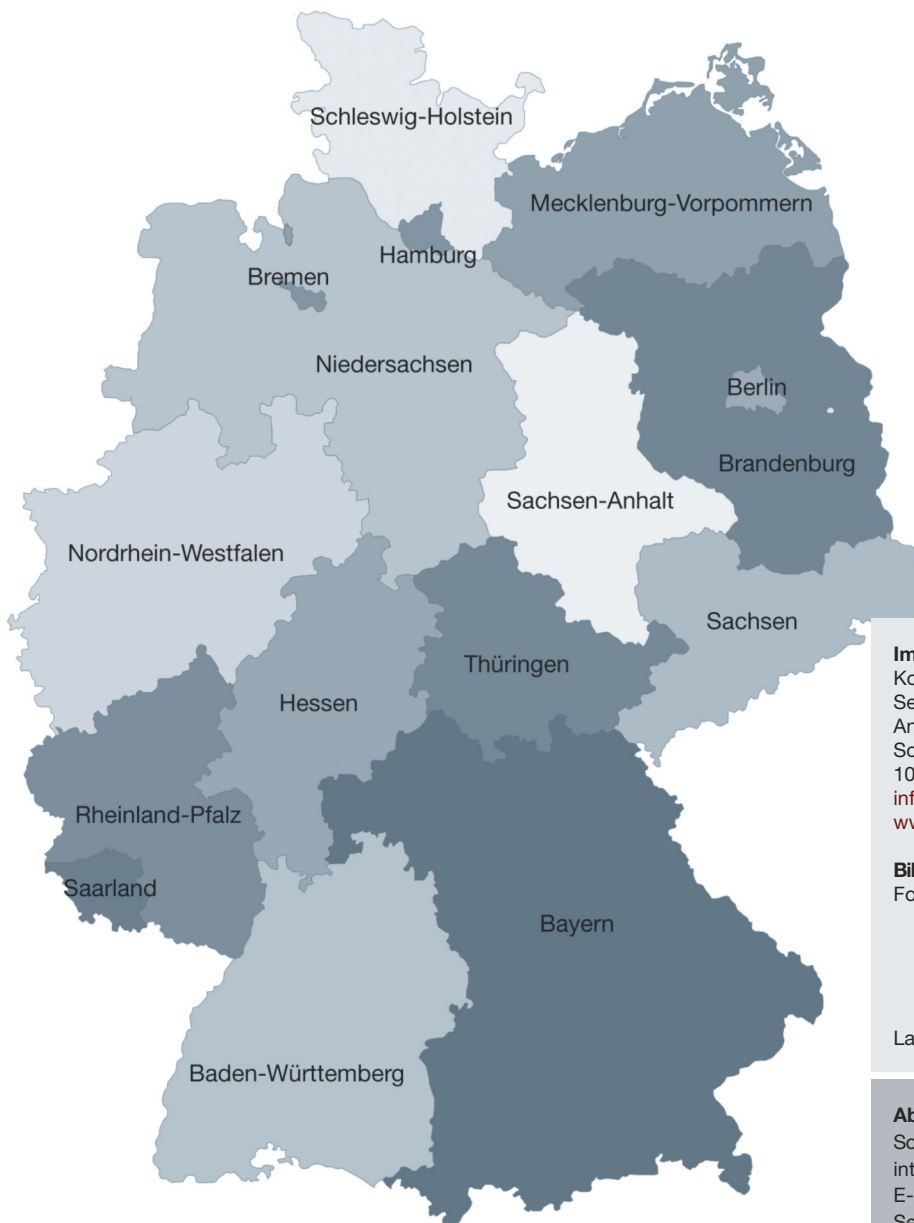 Schleswig-Holstein
Mecklenburg-Vorpommern
Hamburg
Bremen
Niedersachsen
Berlin
Brandenburg
Sachsen-Anhalt
Nordrhein-Westfalen
Sachsen
Thüringen
Hessen
Rheinland-Pfalz
Saarland
Bayern
Baden-Württemberg
10